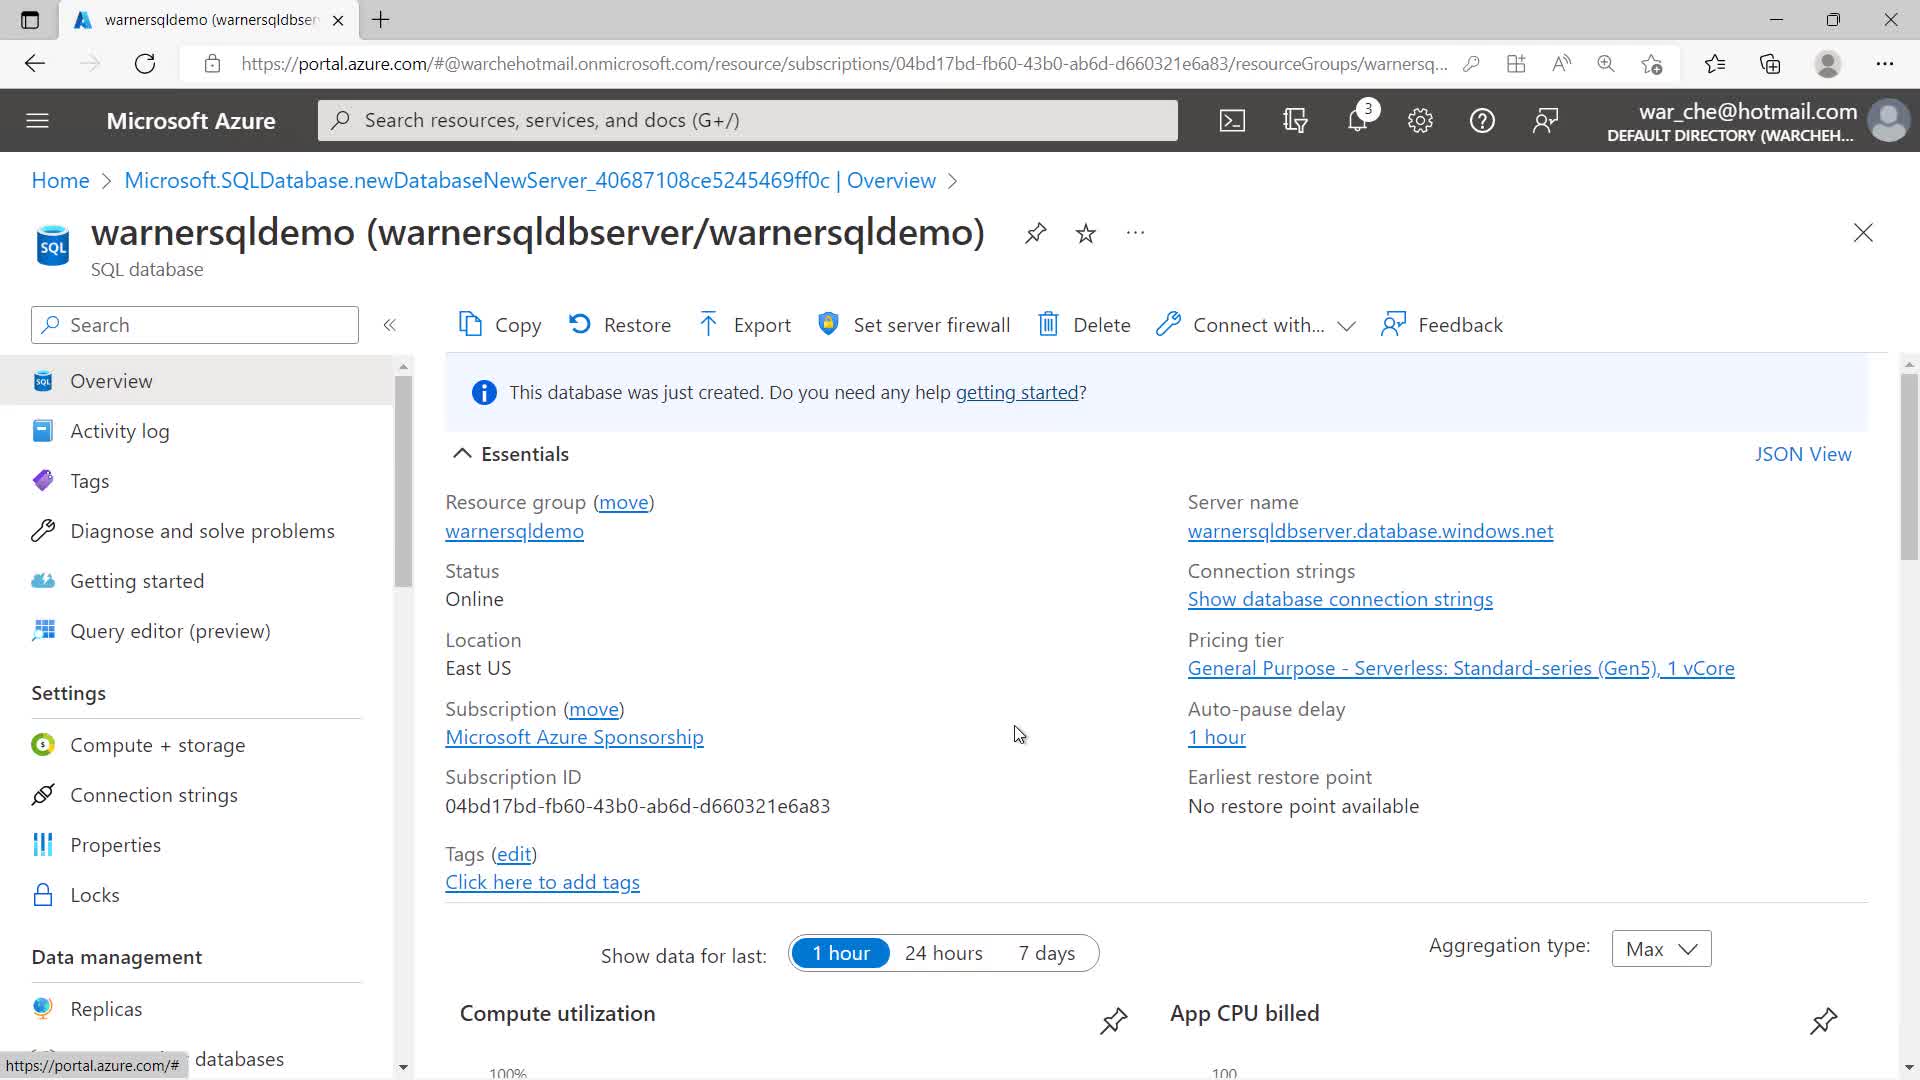 warnersqldemo (warnersqldbser
https://portal.azure.com/#@warchehotmail.onmicrosoft.com/resource/subscriptions/04bd17bd-fb60-43b0-ab6d-d660321e6a83/resourceGroups/warnersq...
Microsoft Azure
Search resources, services, and docs (G+/)
3
war_che@hotmail.com
DEFAULT DIRECTORY (WARCHEH...
Home > Microsoft.SQLDatabase.newDatabaseNewServer_40687108ce5245469ff0c | Overview >
SQL
warnersqldemo (warnersqldbserver/warnersqldemo)
SQL database
Search
Copy
Restore
Export
Set server firewall
Delete
Connect with...
Feedback
SQL
Overview
Activity log
Tags
Diagnose and solve problems
Getting started
Query editor (preview)
Settings
Compute + storage
Connection strings
Properties
Locks
Data management
Replicas
databases
https://portal.azure.com/#
This database was just created. Do you need any help getting started?
Essentials
JSON View
Resource group (move)
warnersqldemo
Status
Online
Location
East US
Subscription (move)
Microsoft Azure Sponsorship
Subscription ID
04bd17bd-fb60-43b0-ab6d-d660321e6a83
Tags (edit)
Click here to add tags
Server name
warnersqldbserver.database.windows.net
Connection strings
Show database connection strings
Pricing tier
General Purpose - Serverless: Standard-series (Gen5), 1 vCore
Auto-pause delay
1 hour
Earliest restore point
No restore point available
Show data for last:
1 hour
24 hours
7 days
Aggregation type:
Max
Compute utilization
App CPU billed
100%
100